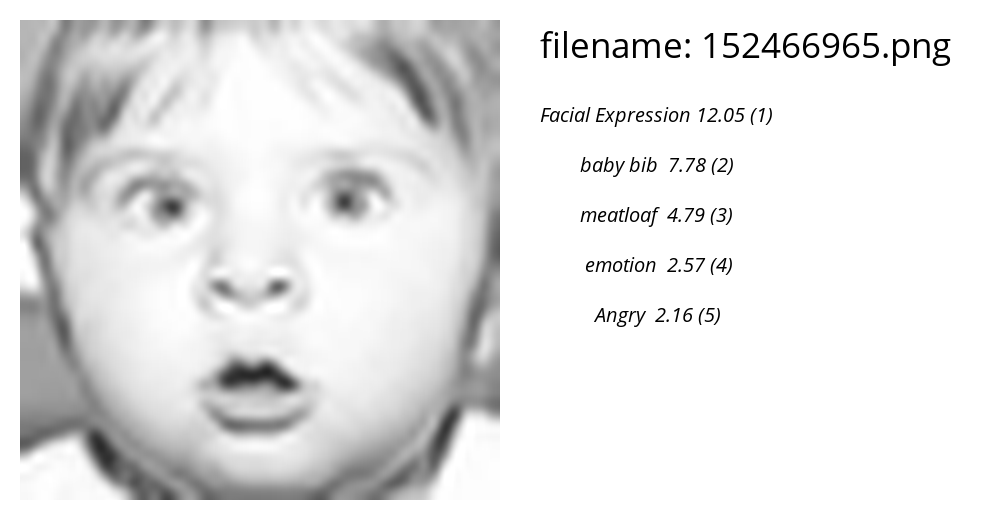 filename: 152466965.png
Facial Expression 12.05 (1)
baby bib 7.78 (2)
meatloaf 4.79 (3)
emotion 2.57 (4)
Angry 2.16 (5)